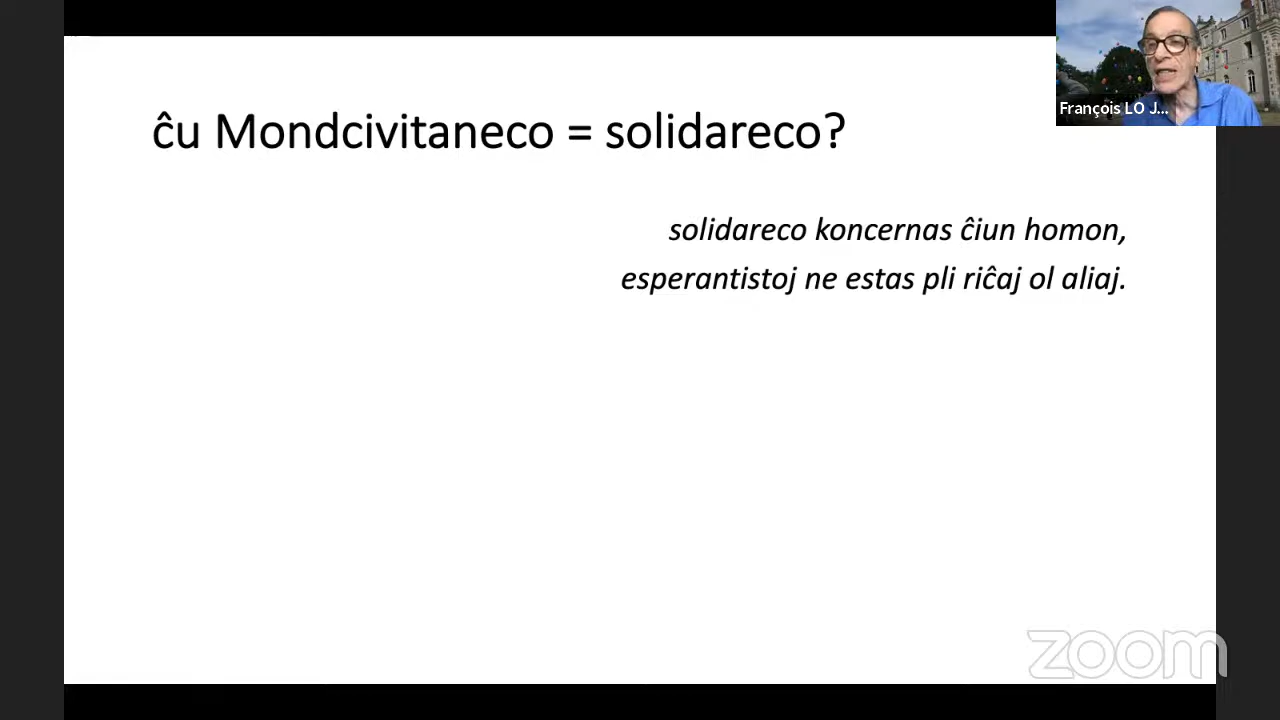 François LO J...
ĉu Mondcivitaneco = solidareco?
solidareco koncernas ĉiun homon,
esperantistoj ne estas pli riĉaj ol aliaj.
zoom